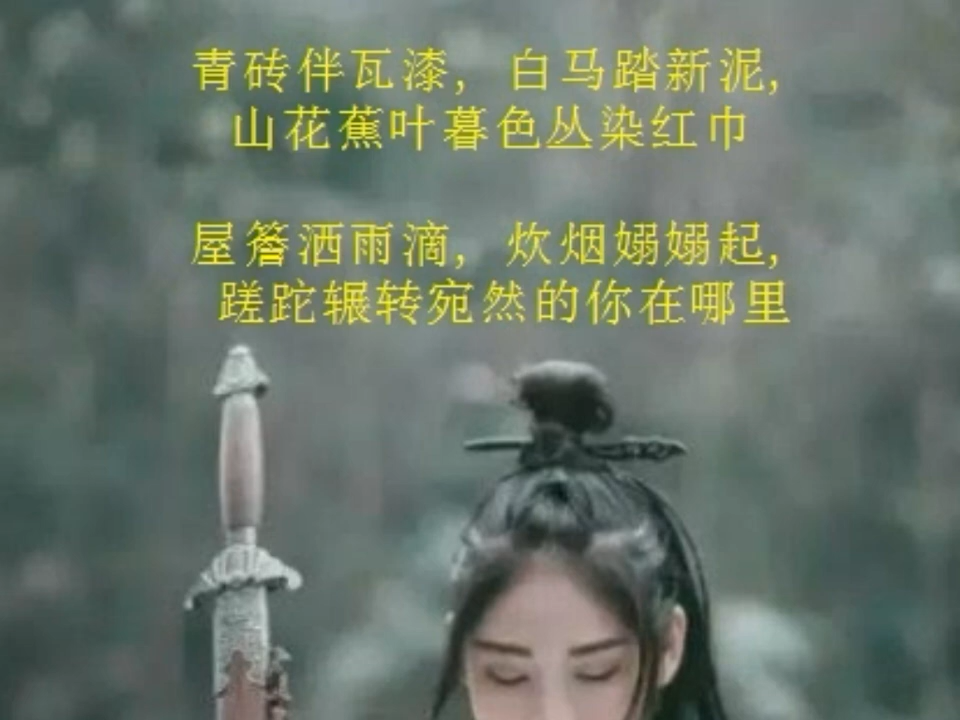 青砖伴瓦漆，白马踏新泥,
山花蕉叶暮色丛染红巾
屋簷洒雨滴，炊烟嫋嫋起,
蹉跎辗转宛然的你在哪里